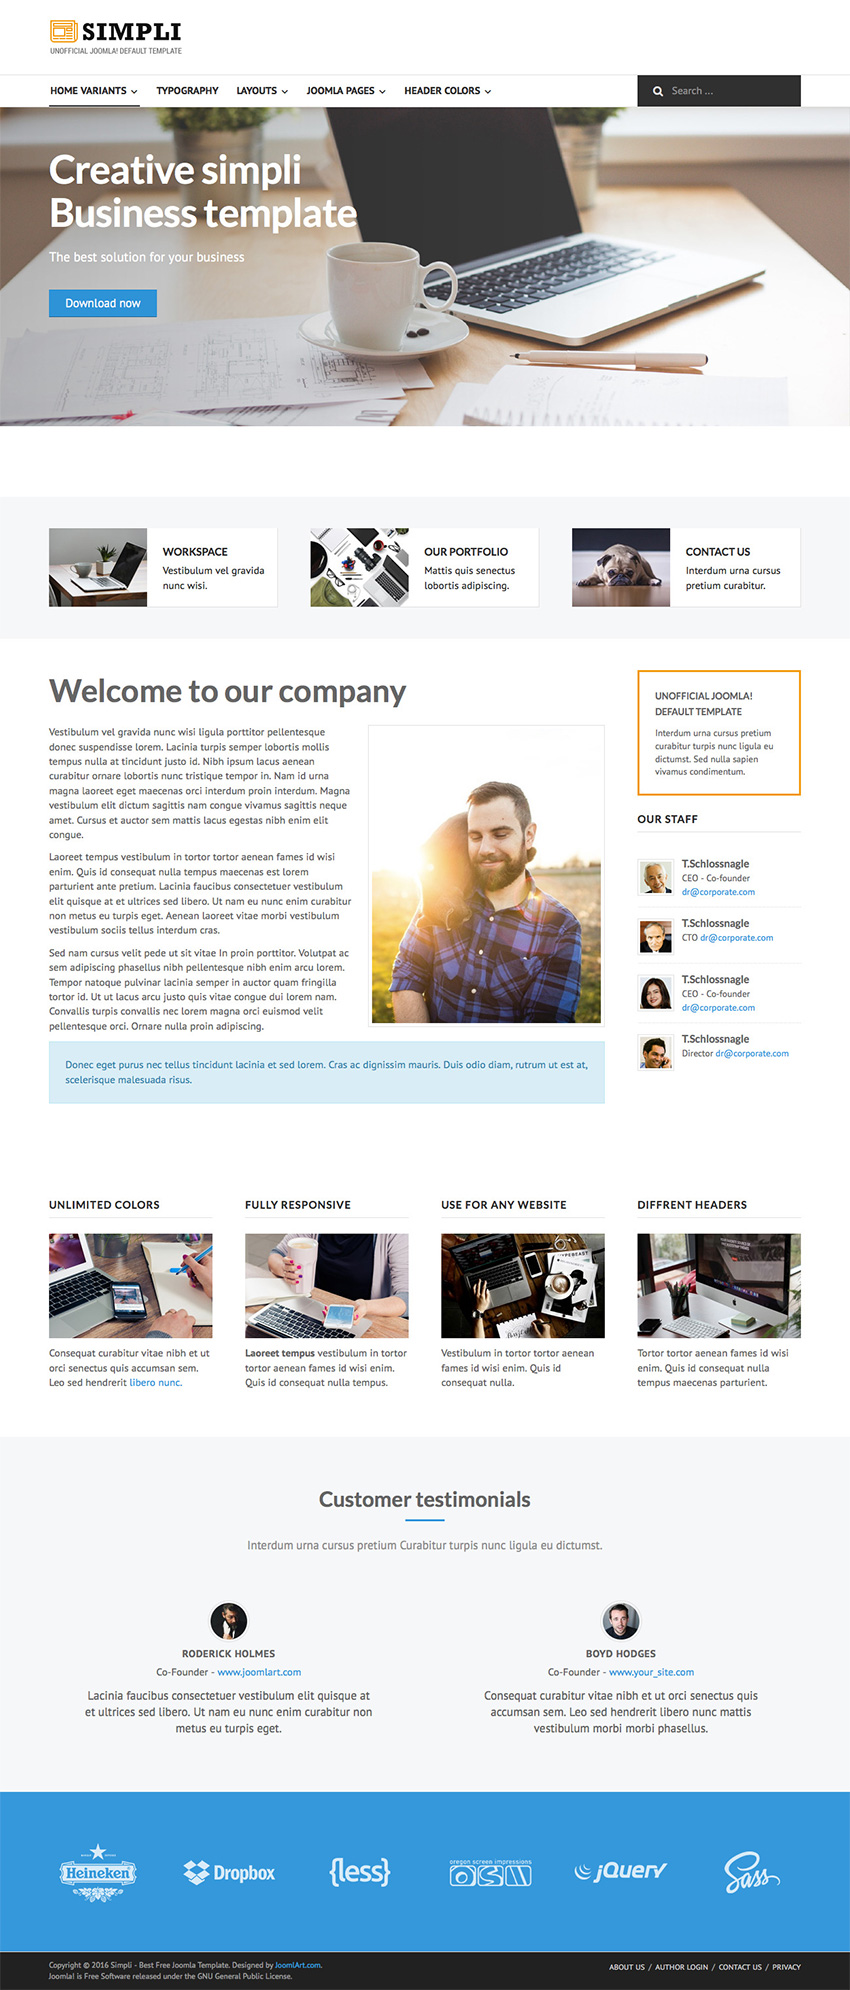 SIMPLI
UNOFFICIAL JOOMLA! DEFAULT TEMPLATE
HOME VARIANTS
TYPOGRAPHY
LAYOUTS
JOOMLA PAGES
HEADER COLORS
Search ...
Creative simpli
Business template
The best solution for your business
Download now
WORKSPACE
Vestibulum vel gravida
nunc wisi.
OUR PORTFOLIO
Mattis quis senectus
lobortis adipiscing.
CONTACT US
Interdum urna cursus
pretium curabitur.
Welcome to our company
Vestibulum vel gravida nunc wisi ligula porttitor pellentesque
donec suspendisse lorem. Lacinia turpis semper lobortis mollis
tempus nulla at tincidunt justo id. Nibh ipsum lacus aenean
curabitur ornare lobortis nunc tristique tempor in. Nam id urna
magna laoreet eget maecenas orci interdum proin interdum. Magna
vestibulum elit dictum sagittis nam congue vivamus sagittis neque
amet. Cursus et auctor sem mattis lacus egestas nibh enim elit
congue.
Laoreet tempus vestibulum in tortor tortor aenean fames id wisi
enim. Quis id consequat nulla tempus maecenas est lorem
parturient ante pretium. Lacinia faucibus consectetuer vestibulum
elit quisque at et ultrices sed libero. Ut nam eu nunc enim curabitur
non metus eu turpis eget. Aenean laoreet vitae morbi vestibulum
vestibulum sociis tellus interdum cras.
Sed nam cursus velit pede ut sit vitae In proin porttitor. Volutpat ac
sem adipiscing phasellus nibh pellentesque nibh enim arcu lorem.
Tempor natoque pulvinar lacinia semper in auctor quam fringilla
tortor id. Ut ut lacus arcu justo quis vitae congue dui lorem nam.
Convallis turpis convallis nec lorem magna orci euismod velit
pellentesque orci. Ornare nulla proin adipiscing.
Donec eget purus nec tellus tincidunt lacinia et sed lorem. Cras ac dignissim mauris. Duis odio diam, rutrum ut est at,
scelerisque malesuada risus.
UNOFFICIAL JOOMLA!
DEFAULT TEMPLATE
Interdum urna cursus pretium
curabitur turpis nunc ligula eu
dictumst. Sed nulla sapien
vivamus condimentum.
OUR STAFF
T.Schlossnagle
CEO - Co-founder
dr@corporate.com
T.Schlossnagle
CTO dr@corporate.com
T.Schlossnagle
CEO - Co-founder
dr@corporate.com
T.Schlossnagle
Director dr@corporate.com
UNLIMITED COLORS
Consequat curabitur vitae nibh et ut
orci senectus quis accumsan sem.
Leo sed hendrerit libero nunc.
FULLY RESPONSIVE
Laoreet tempus vestibulum in tortor
tortor aenean fames id wisi enim.
Quis id consequat nulla tempus.
USE FOR ANY WEBSITE
HYPEBEAST
Vestibulum in tortor tortor aenean
fames id wisi enim. Quis id
consequat nulla.
DIFFRENT HEADERS
Tortor tortor aenean fames id wisi
enim. Quis id consequat nulla
tempus maecenas parturient.
Customer testimonials
Interdum urna cursus pretium Curabitur turpis nunc ligula eu dictumst.
RODERICK HOLMES
Co-Founder - www.joomlart.com
Lacinia faucibus consectetuer vestibulum elit quisque at
et ultrices sed libero. Ut nam eu nunc enim curabitur non
metus eu turpis eget.
BOYD HODGES
Co-Founder - www.your_site.com
Consequat curabitur vitae nibh et ut orci senectus quis
accumsan sem. Leo sed hendrerit libero nunc mattis
vestibulum morbi morbi phasellus.
Heineken
Dropbox
{less}
oregon screen impressions
OSI
jQuery
Sass
Copyright © 2016 Simpli - Best Free Joomla Template. Designed by JoomlArt.com.
Joomla! is Free Software released under the GNU General Public License.
ABOUT US / AUTHOR LOGIN / CONTACT US / PRIVACY